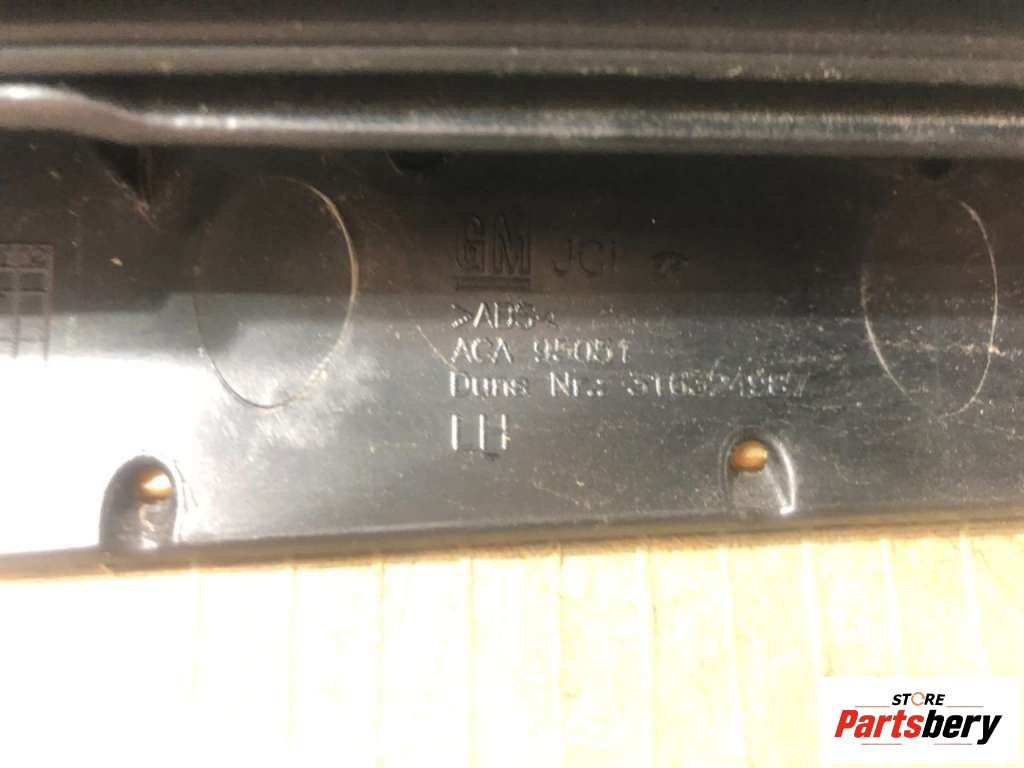 GM JCI
>ABS<
ACA 95051
Duns Nr.: 316324987
LH
STORE
Partsbery